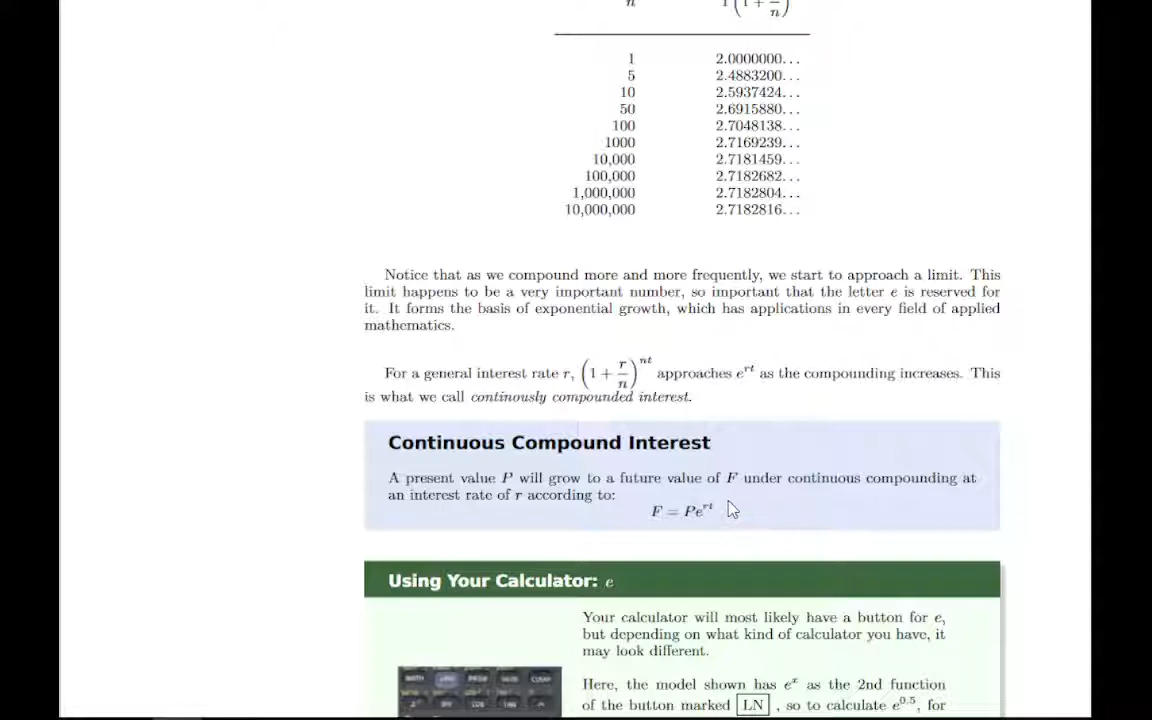 n 1(1 + 1/n)
1 2.0000000...
5 2.4883200...
10 2.5937424...
50 2.6915880...
100 2.7048138...
1000 2.7169239...
10,000 2.7181459...
100,000 2.7182682...
1,000,000 2.7182804...
10,000,000 2.7182816...
Notice that as we compound more and more frequently, we start to approach a limit. This
limit happens to be a very important number, so important that the letter e is reserved for
it. It forms the basis of exponential growth, which has applications in every field of applied
mathematics.
For a general interest rate r, (1 + r/n)^nt approaches e^rt as the compounding increases. This
is what we call continously compounded interest.
Continuous Compound Interest
A present value P will grow to a future value of F under continuous compounding at
an interest rate of r according to:
F = Pe^rt
Using Your Calculator: e
Your calculator will most likely have a button for e,
but depending on what kind of calculator you have, it
may look different.
Here, the model shown has e^x as the 2nd function
of the button marked LN , so to calculate e^0.5, for